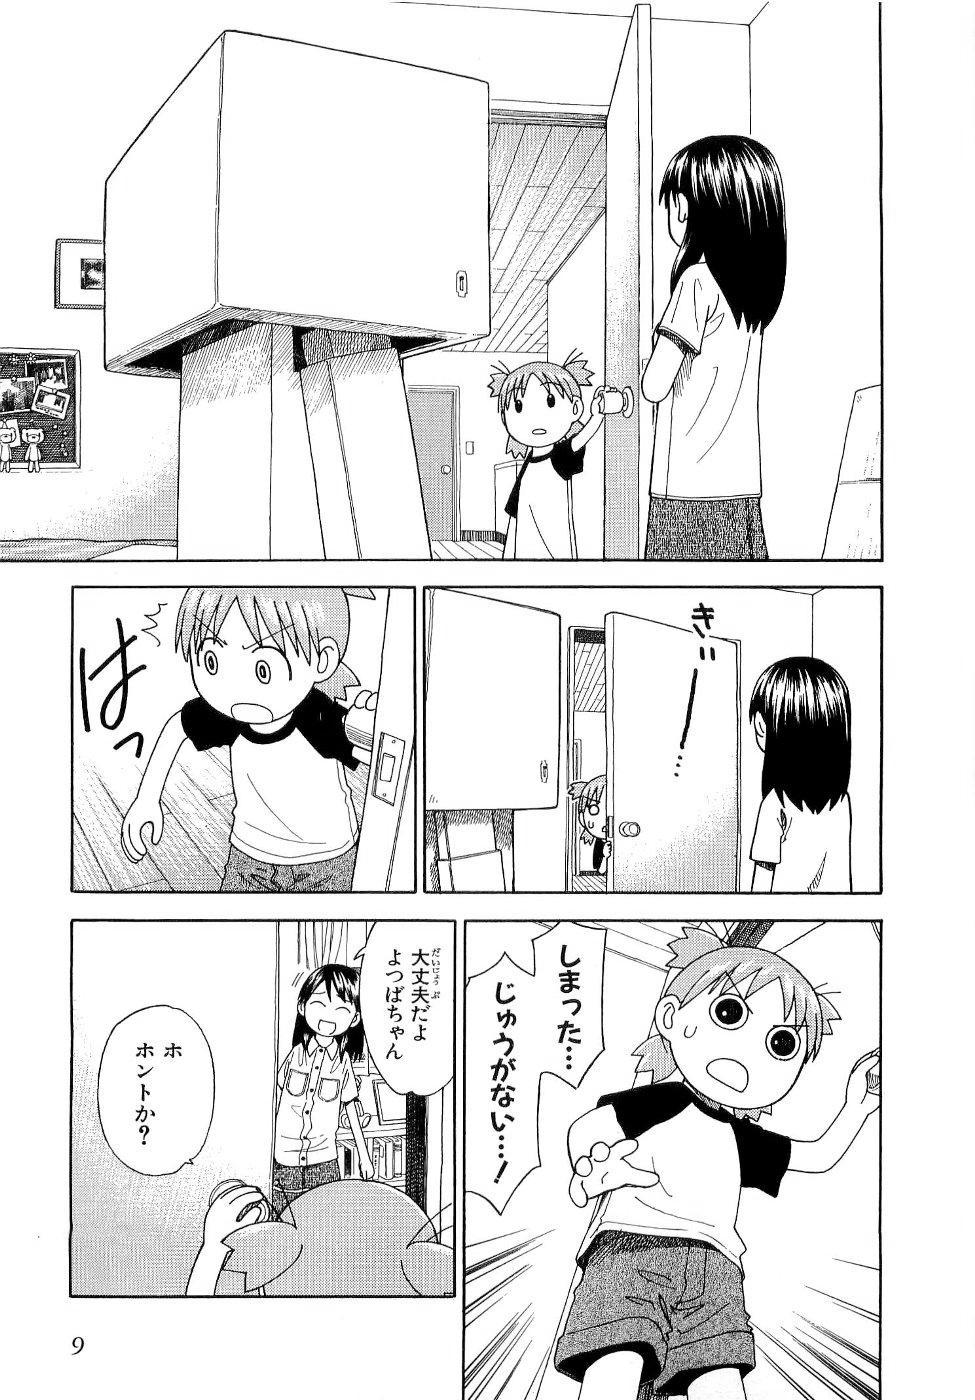 きぃーー…
はっ
しまった…
じゅうがない…!
大丈夫だよ
よつばちゃん
だいじょうぶ
ホ
ホントか?
9